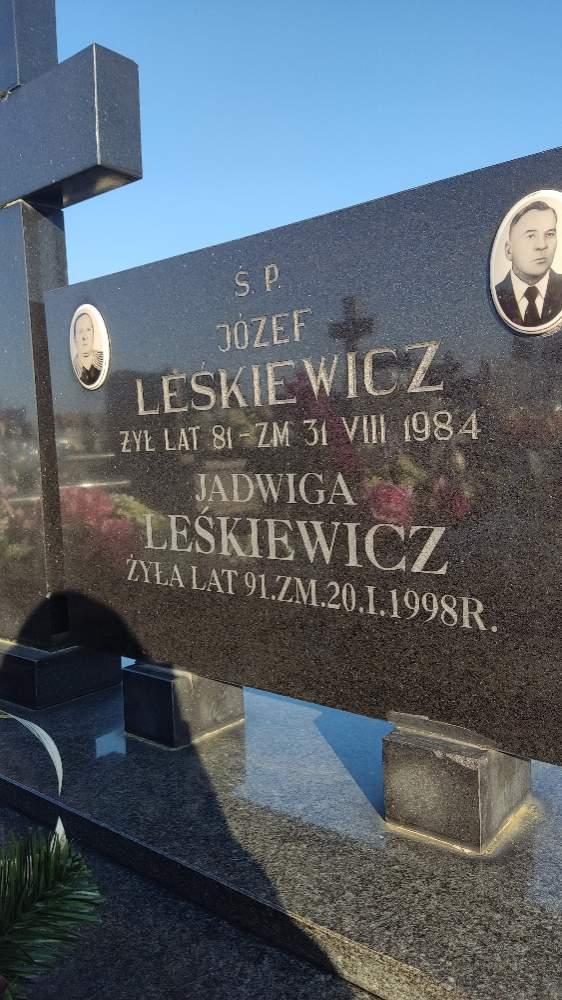 Ś. P.
JÓZEF
LEŚKIEWICZ
ŻYŁ LAT 81-ZM 31 VIII 1984
JADWIGA
LEŚKIEWICZ
ŻYŁA LAT 91.ZM.20.I.1998R.